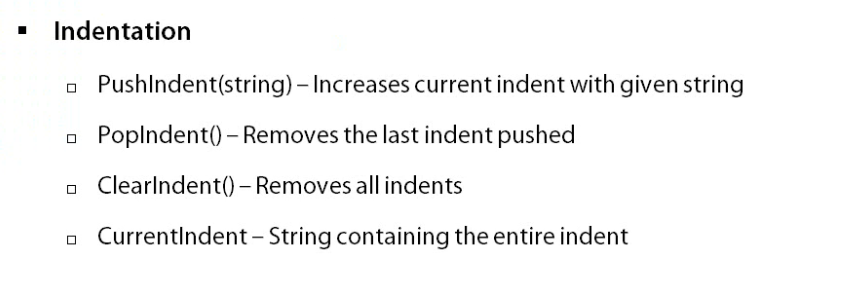 ▪ Indentation
▫ PushIndent(string) – Increases current indent with given string
▫ PopIndent() – Removes the last indent pushed
▫ ClearIndent() – Removes all indents
▫ CurrentIndent – String containing the entire indent